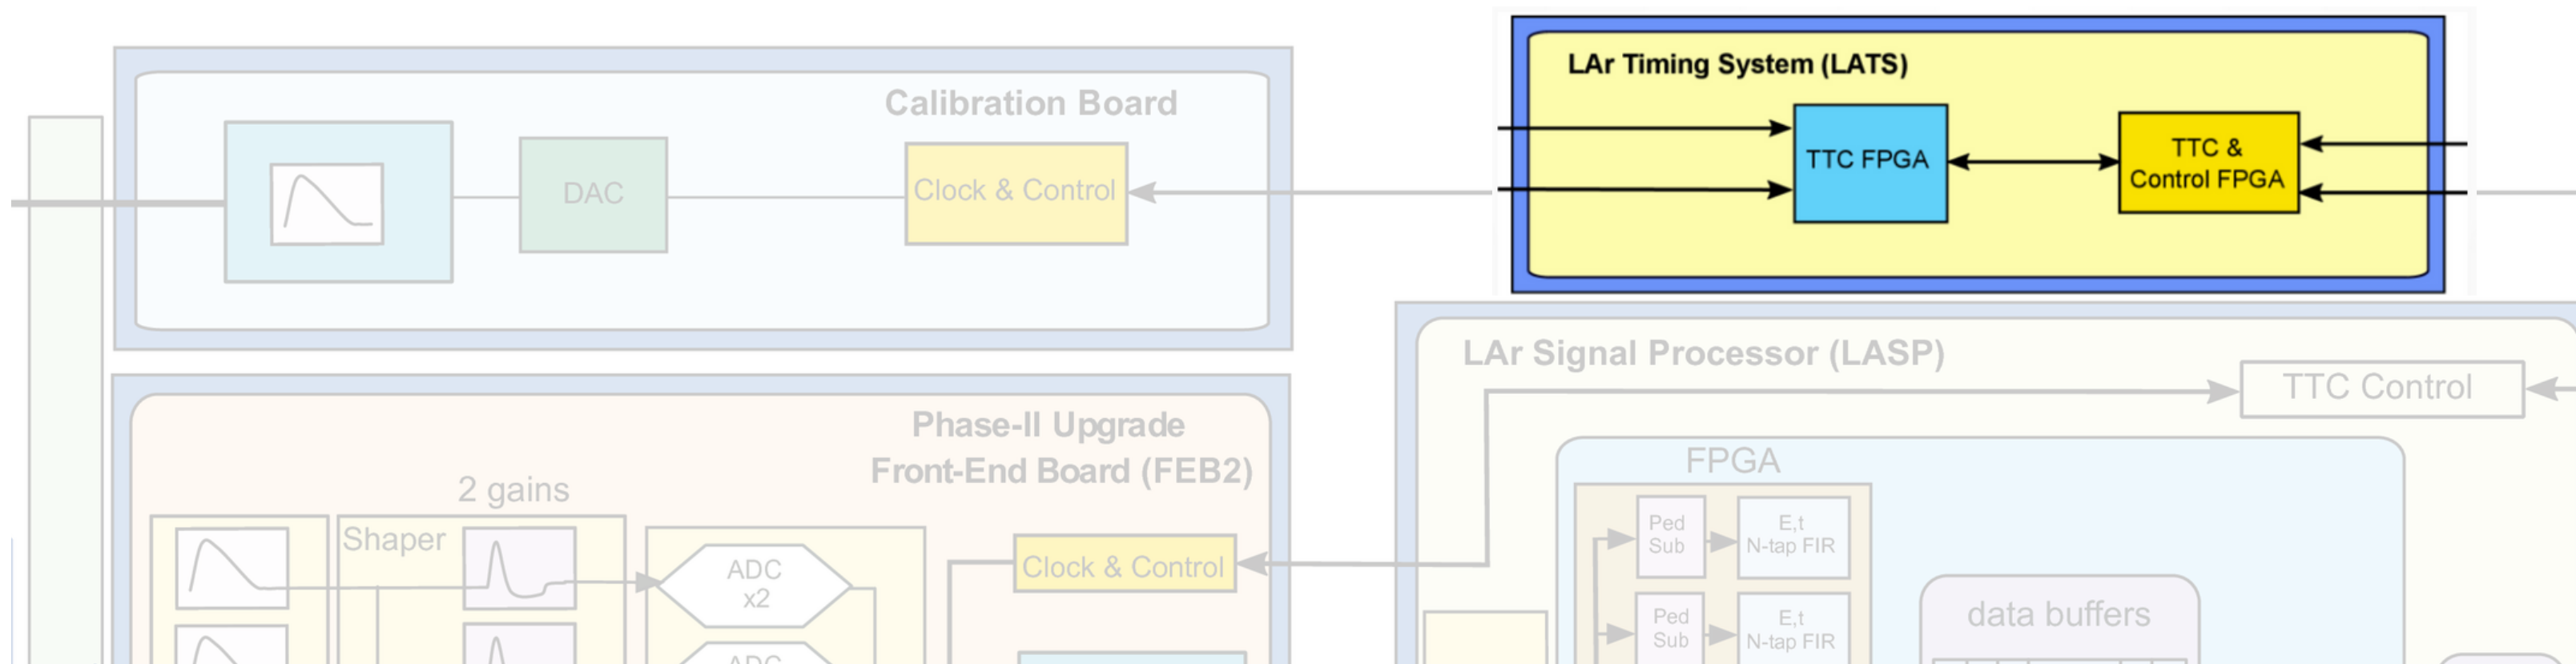 LAr Timing System (LATS)
TTC FPGA
TTC &
Control FPGA
Calibration Board
DAC
Clock & Control
LAr Signal Processor (LASP)
TTC Control
Phase-II Upgrade
Front-End Board (FEB2)
2 gains
Shaper
ADC
x2
Clock & Control
ADC
FPGA
Ped
Sub
E,t
N-tap FIR
Ped
Sub
E,t
N-tap FIR
data buffers